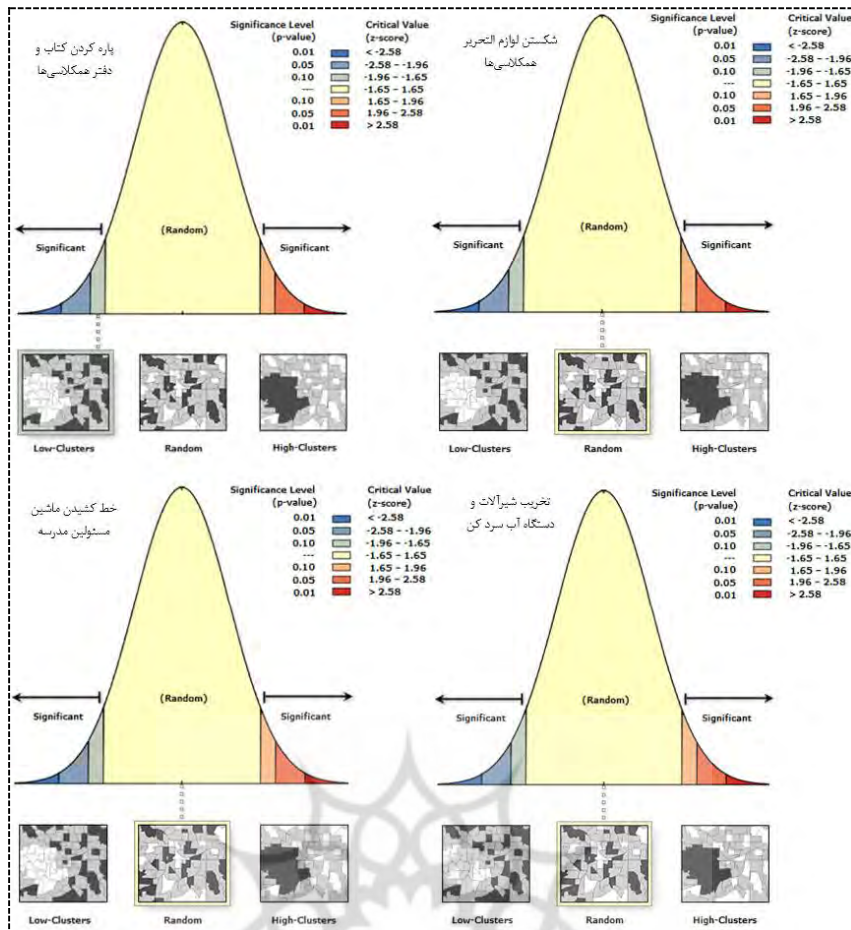 پاره کردن کتاب و
دفتر همکلاسی‌ها
Significance Level
(p-value)
Critical Value
(z-score)
0.01 < -2.58
0.05 -2.58 – -1.96
0.10 -1.96 – -1.65
--- -1.65 – 1.65
0.10 1.65 – 1.96
0.05 1.96 – 2.58
0.01 > 2.58
(Random)
Significant
Significant
Low-Clusters
Random
High-Clusters
شکستن لوازم التحریر
همکلاسی‌ها
Significance Level
(p-value)
Critical Value
(z-score)
0.01 < -2.58
0.05 -2.58 – -1.96
0.10 -1.96 – -1.65
--- -1.65 – 1.65
0.10 1.65 – 1.96
0.05 1.96 – 2.58
0.01 > 2.58
(Random)
Significant
Significant
Low-Clusters
Random
High-Clusters
خط کشیدن ماشین
مسئولین مدرسه
Significance Level
(p-value)
Critical Value
(z-score)
0.01 < -2.58
0.05 -2.58 – -1.96
0.10 -1.96 – -1.65
--- -1.65 – 1.65
0.10 1.65 – 1.96
0.05 1.96 – 2.58
0.01 > 2.58
(Random)
Significant
Significant
Low-Clusters
Random
High-Clusters
تخریب شیرآلات و
دستگاه آب سرد کن
Significance Level
(p-value)
Critical Value
(z-score)
0.01 < -2.58
0.05 -2.58 – -1.96
0.10 -1.96 – -1.65
--- -1.65 – 1.65
0.10 1.65 – 1.96
0.05 1.96 – 2.58
0.01 > 2.58
(Random)
Significant
Significant
Low-Clusters
Random
High-Clusters